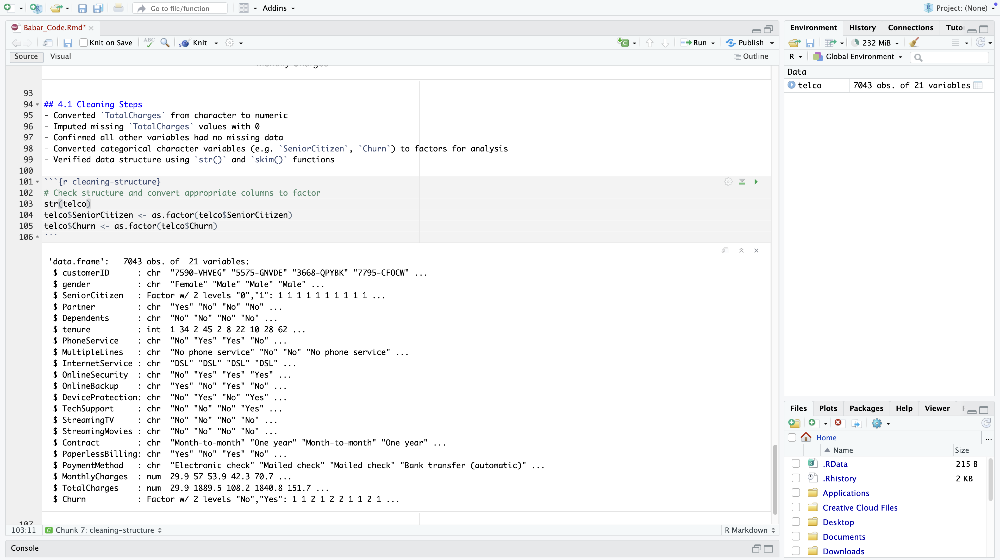 Go to file/function
Addins
Project: (None)
Babar_Code.Rmd*
Knit on Save
ABC
Knit
Run
Publish
Source
Visual
Outline
Monthly Charges
93
94 ## 4.1 Cleaning Steps
95 - Converted `TotalCharges` from character to numeric
96 - Imputed missing `TotalCharges` values with 0
97 - Confirmed all other variables had no missing data
98 - Converted categorical character variables (e.g. `SeniorCitizen`, `Churn`) to factors for analysis
99 - Verified data structure using `str()` and `skim()` functions
100
101 ```{r cleaning-structure}
102 # Check structure and convert appropriate columns to factor
103 str(telco)
104 telco$SeniorCitizen <- as.factor(telco$SeniorCitizen)
105 telco$Churn <- as.factor(telco$Churn)
106 ```
'data.frame':   7043 obs. of  21 variables:
$ customerID      : chr  "7590-VHVEG" "5575-GNVDE" "3668-QPYBK" "7795-CFOCW" ...
$ gender          : chr  "Female" "Male" "Male" "Male" ...
$ SeniorCitizen   : Factor w/ 2 levels "0","1": 1 1 1 1 1 1 1 1 1 1 ...
$ Partner         : chr  "Yes" "No" "No" "No" ...
$ Dependents      : chr  "No" "No" "No" "No" ...
$ tenure          : int  1 34 2 45 2 8 22 10 28 62 ...
$ PhoneService    : chr  "No" "Yes" "Yes" "No" ...
$ MultipleLines   : chr  "No phone service" "No" "No" "No phone service" ...
$ InternetService : chr  "DSL" "DSL" "DSL" "DSL" ...
$ OnlineSecurity  : chr  "No" "Yes" "Yes" "Yes" ...
$ OnlineBackup    : chr  "Yes" "No" "Yes" "No" ...
$ DeviceProtection: chr  "No" "Yes" "No" "Yes" ...
$ TechSupport     : chr  "No" "No" "No" "Yes" ...
$ StreamingTV     : chr  "No" "No" "No" "No" ...
$ StreamingMovies : chr  "No" "No" "No" "No" ...
$ Contract        : chr  "Month-to-month" "One year" "Month-to-month" "One year" ...
$ PaperlessBilling: chr  "Yes" "No" "Yes" "No" ...
$ PaymentMethod   : chr  "Electronic check" "Mailed check" "Mailed check" "Bank transfer (automatic)" ...
$ MonthlyCharges  : num  29.9 57 53.9 42.3 70.7 ...
$ TotalCharges    : num  29.9 1889.5 108.2 1840.8 151.7 ...
$ Churn           : Factor w/ 2 levels "No","Yes": 1 1 2 1 2 2 1 1 2 1 ...
107
103:11
C Chunk 7: cleaning-structure
R Markdown
Console
Environment
History
Connections
Tuto
232 MiB
R
Global Environment
Data
telco
7043 obs. of 21 variables
Files
Plots
Packages
Help
Viewer
Home
...
Name
Size
.RData
215 B
.Rhistory
2 KB
Applications
Creative Cloud Files
Desktop
Documents
Downloads